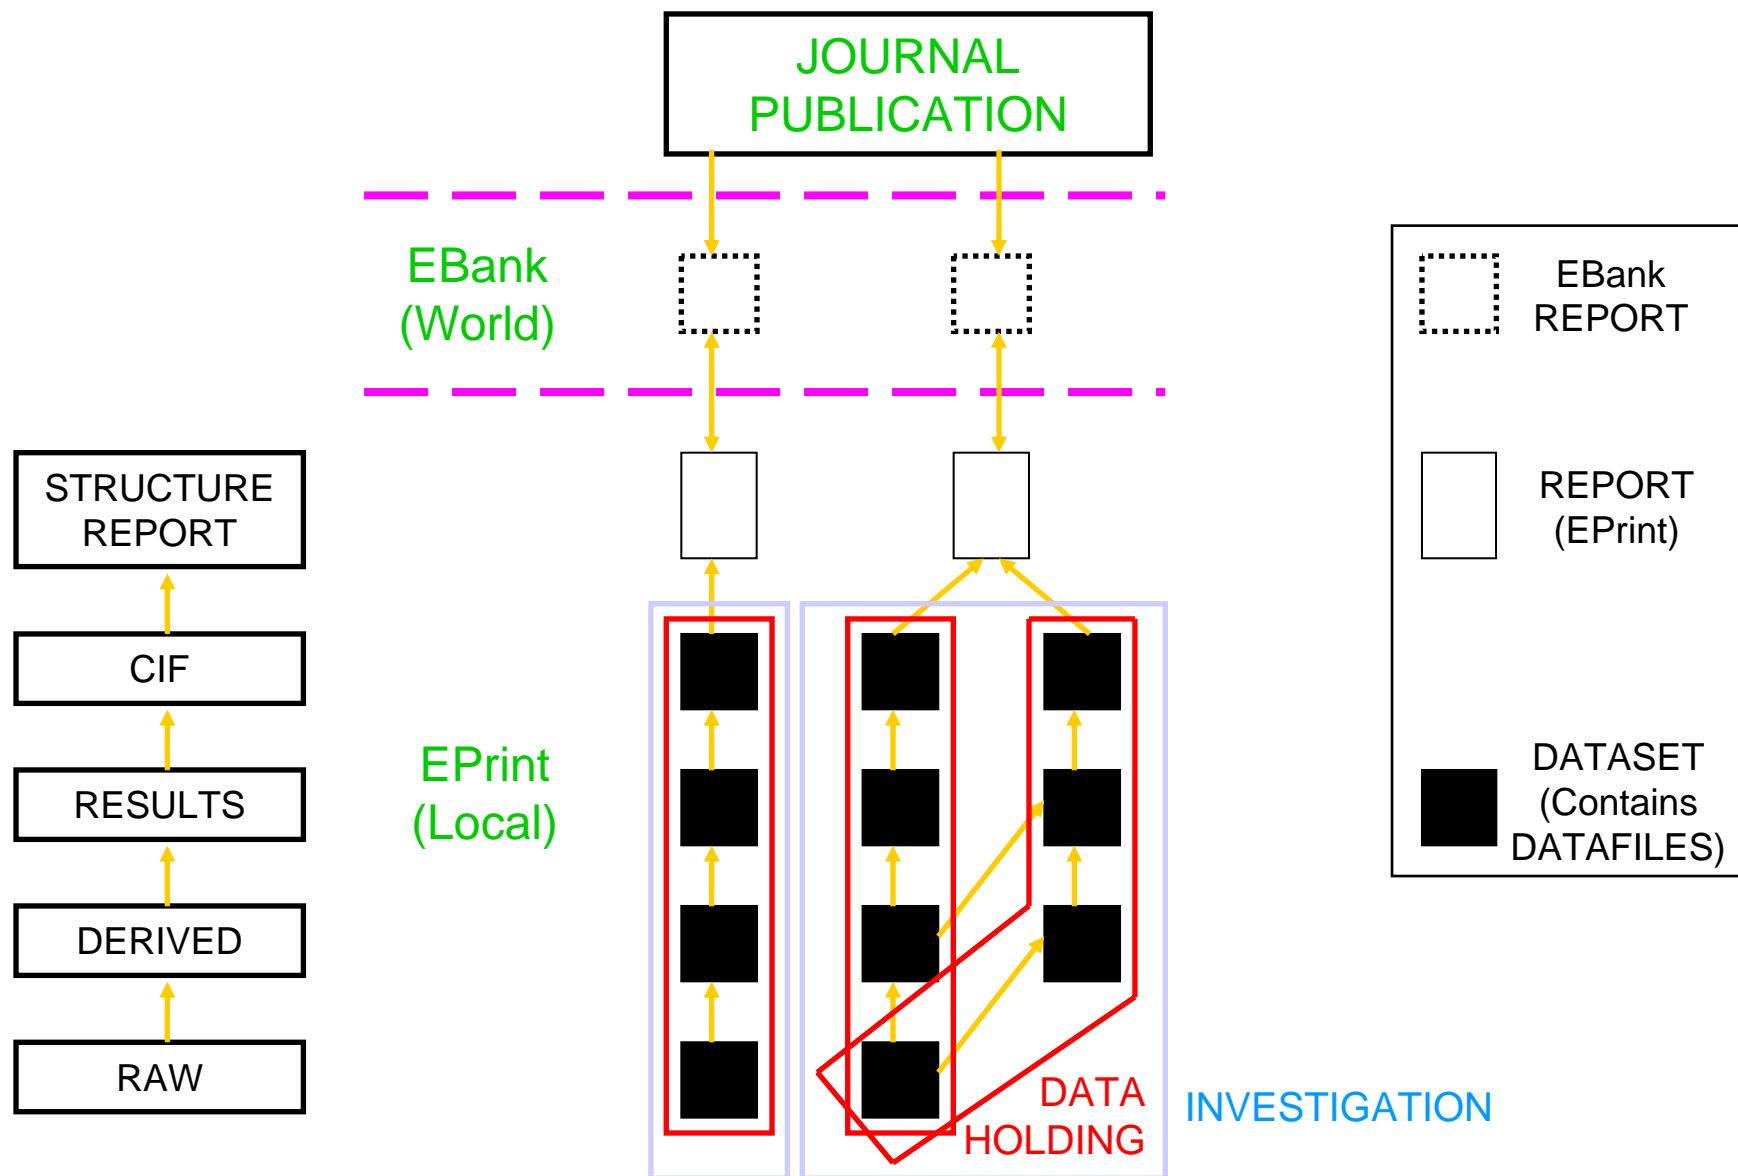 JOURNAL
PUBLICATION
EBank
(World)
EBank
REPORT
STRUCTURE
REPORT
REPORT
(EPrint)
CIF
RESULTS
EPrint
(Local)
DATASET
(Contains
DATAFILES)
DERIVED
RAW
DATA
HOLDING
INVESTIGATION